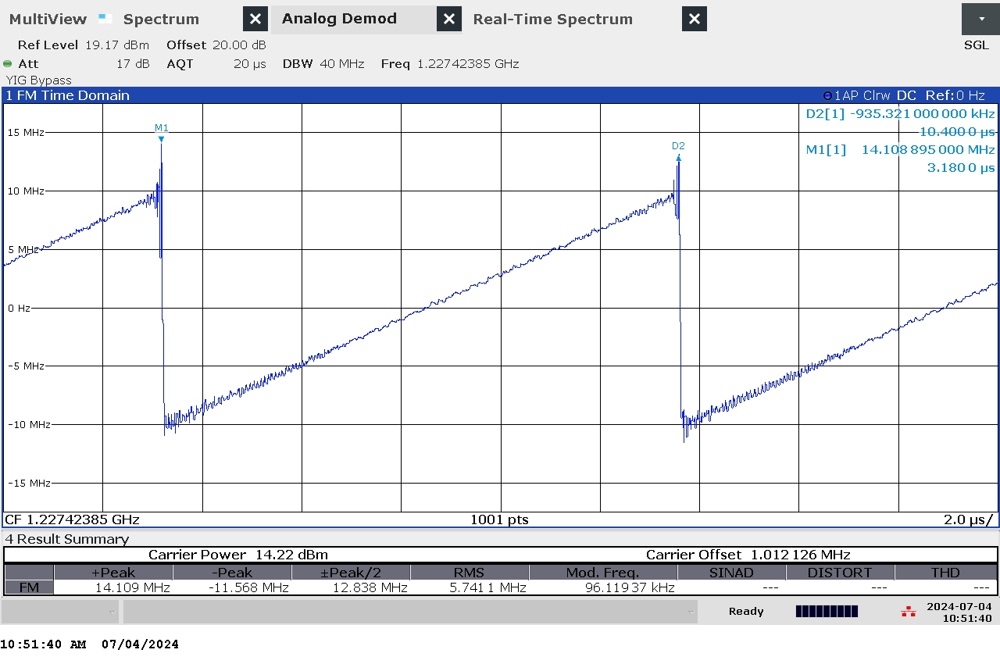 MultiView Spectrum Analog Demod Real-Time Spectrum
Ref Level 19.17 dBm Offset 20.00 dB SGL
Att 17 dB AQT 20 µs DBW 40 MHz Freq 1.22742385 GHz
YIG Bypass
1 FM Time Domain 1AP Clrw DC Ref:0 Hz
D2[1] -935.321 000 000 kHz
10.400 0 µs
M1[1] 14.108 895 000 MHz
3.180 0 µs
M1
D2
15 MHz
10 MHz
5 MHz
0 Hz
-5 MHz
-10 MHz
-15 MHz
CF 1.22742385 GHz 1001 pts 2.0 µs/
4 Result Summary
Carrier Power 14.22 dBm Carrier Offset 1.012 126 MHz
+Peak -Peak ±Peak/2 RMS Mod. Freq. SINAD DISTORT THD
FM 14.109 MHz -11.568 MHz 12.838 MHz 5.741 1 MHz 96.119 37 kHz --- --- ---
Ready 2024-07-04
10:51:40
10:51:40 AM 07/04/2024